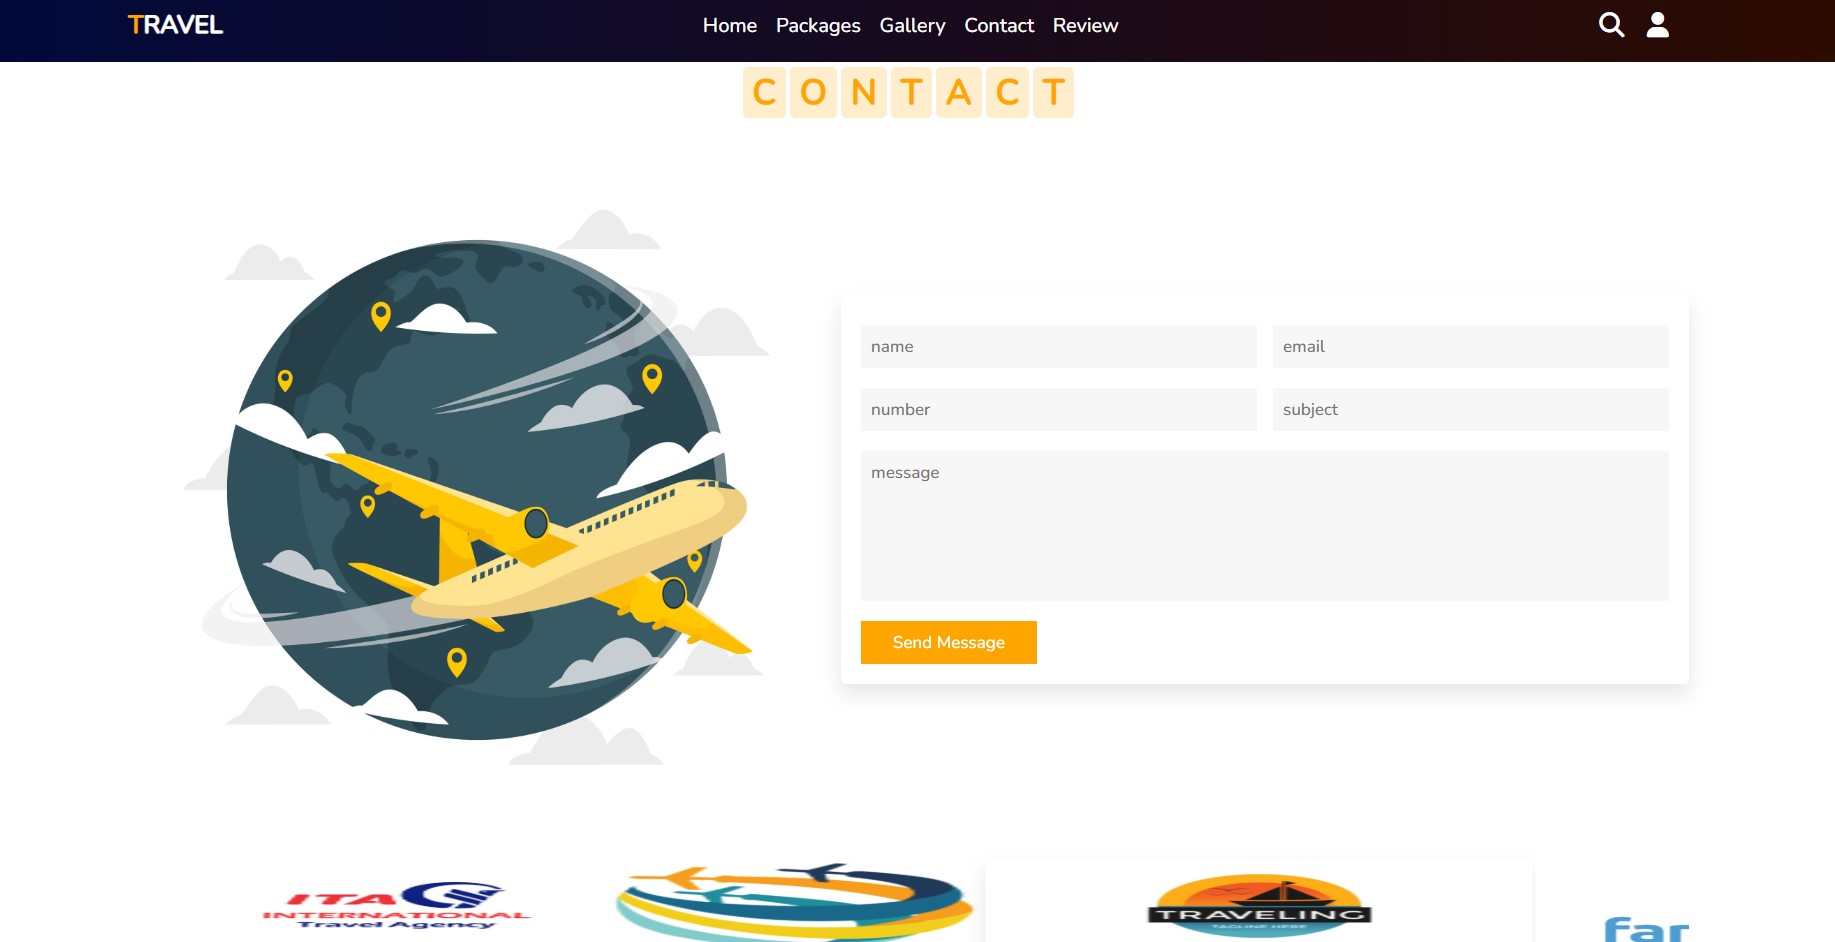 TRAVEL
Home Packages Gallery Contact Review
CONTACT
name
email
number
subject
message
Send Message
ITA
INTERNATIONAL
Travel Agency
TRAVELING
TAGLINE HERE
far